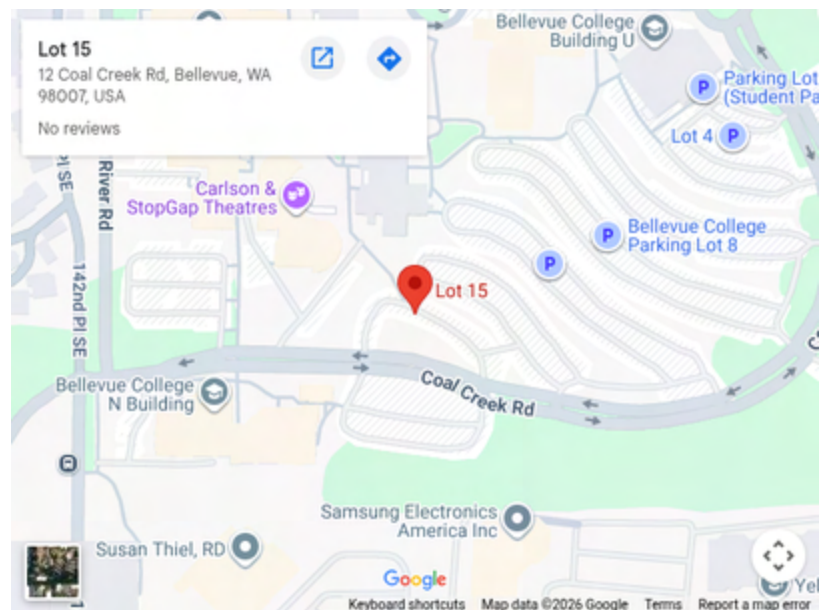 Lot 15
12 Coal Creek Rd, Bellevue, WA
98007, USA
No reviews
Bellevue College
Building U
Parking Lot
(Student Pa
Lot 4
River Rd
Pl SE
142nd Pl SE
Carlson &
StopGap Theatres
Bellevue College
Parking Lot 8
Lot 15
Bellevue College
N Building
Coal Creek Rd
Samsung Electronics
America Inc
Susan Thiel, RD
Google
Yel
Keyboard shortcuts
Map data ©2026 Google
Terms
Report a map error